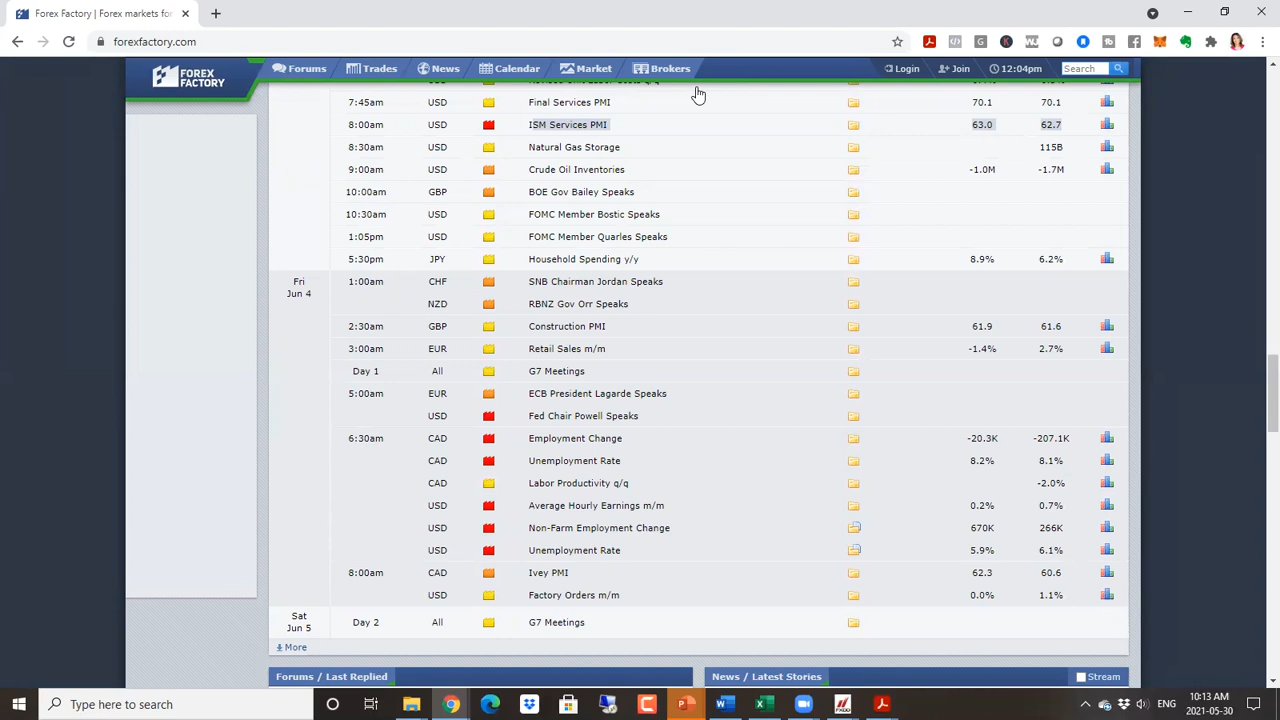 Forex Factory | Forex markets for
forexfactory.com
FOREX FACTORY
Forums Trades News Calendar Market Brokers Login Join 12:04pm Search
7:45am USD Final Services PMI 70.1 70.1
8:00am USD ISM Services PMI 63.0 62.7
8:30am USD Natural Gas Storage 115B
9:00am USD Crude Oil Inventories -1.0M -1.7M
10:00am GBP BOE Gov Bailey Speaks
10:30am USD FOMC Member Bostic Speaks
1:05pm USD FOMC Member Quarles Speaks
5:30pm JPY Household Spending y/y 8.9% 6.2%
Fri Jun 4 1:00am CHF SNB Chairman Jordan Speaks
NZD RBNZ Gov Orr Speaks
2:30am GBP Construction PMI 61.9 61.6
3:00am EUR Retail Sales m/m -1.4% 2.7%
Day 1 All G7 Meetings
5:00am EUR ECB President Lagarde Speaks
USD Fed Chair Powell Speaks
6:30am CAD Employment Change -20.3K -207.1K
CAD Unemployment Rate 8.2% 8.1%
CAD Labor Productivity q/q -2.0%
USD Average Hourly Earnings m/m 0.2% 0.7%
USD Non-Farm Employment Change 670K 266K
USD Unemployment Rate 5.9% 6.1%
8:00am CAD Ivey PMI 62.3 60.6
USD Factory Orders m/m 0.0% 1.1%
Sat Jun 5 Day 2 All G7 Meetings
More
Forums / Last Replied News / Latest Stories Stream
Type here to search ENG 10:13 AM
2021-05-30